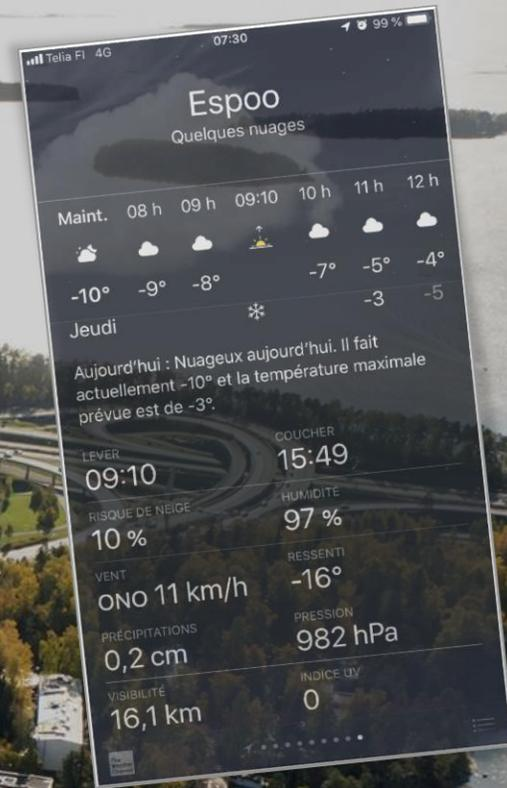 Telia FI 4G 07:30 99 %
Espoo
Quelques nuages
Maint. 08 h 09 h 09:10 10 h 11 h 12 h
-10° -9° -8° -7° -5° -4°
Jeudi -3 -5
Aujourd'hui : Nuageux aujourd'hui. Il fait
actuellement -10° et la température maximale
prévue est de -3°.
LEVER COUCHER
09:10 15:49
RISQUE DE NEIGE HUMIDITÉ
10 % 97 %
VENT RESSENTI
ONO 11 km/h -16°
PRÉCIPITATIONS PRESSION
0,2 cm 982 hPa
VISIBILITÉ INDICE UV
16,1 km 0
The
Weather
Channel